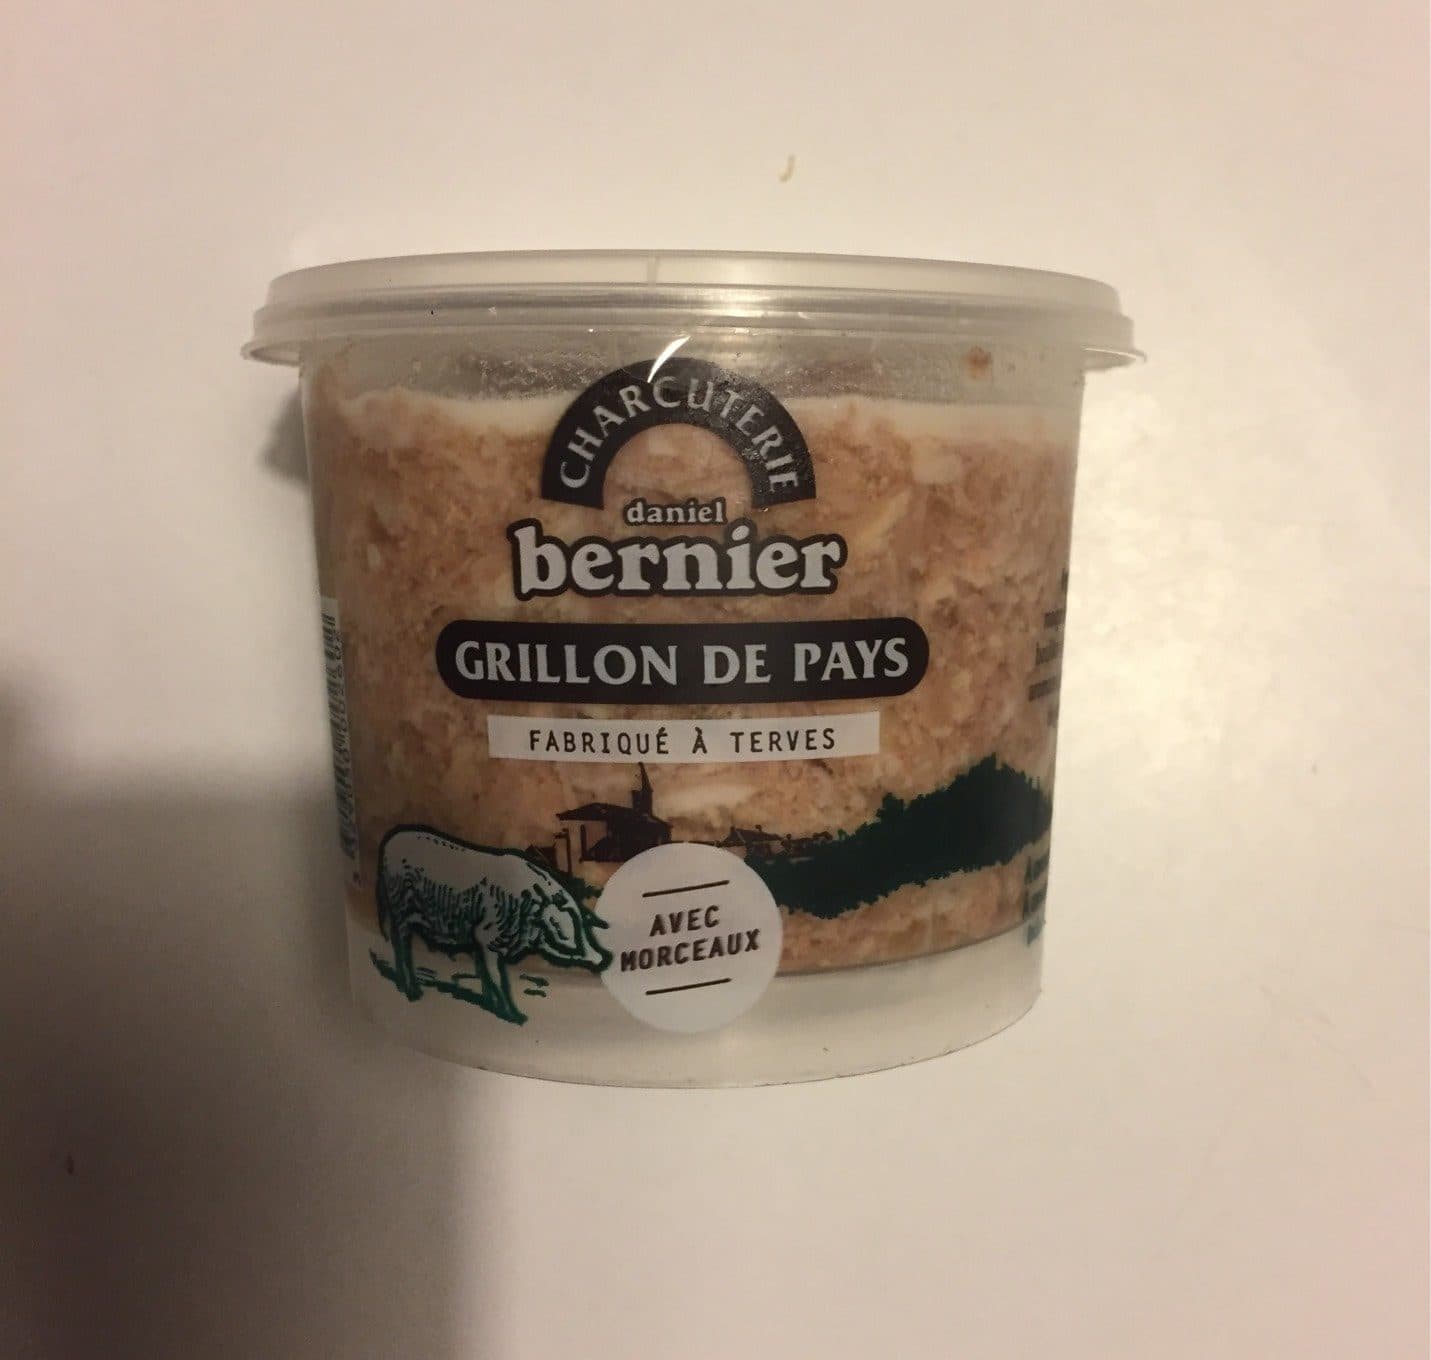 CHARCUTERIE
daniel
bernier
GRILLON DE PAYS
FABRIQUÉ À TERVES
AVEC
MORCEAUX